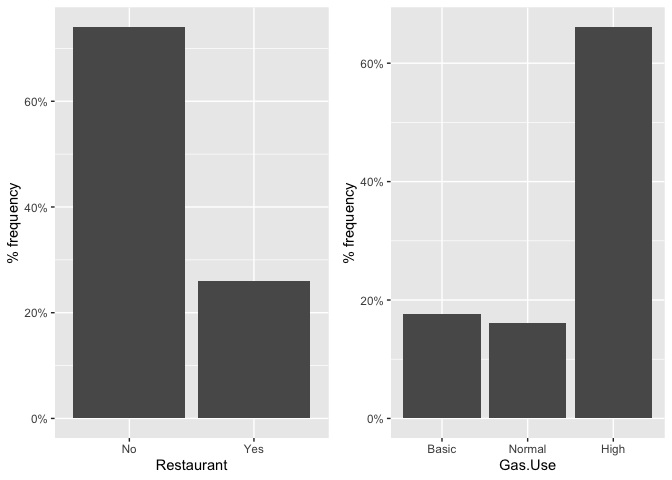 % frequency
60%
40%
20%
0%
No Yes
Restaurant
% frequency
60%
40%
20%
0%
Basic Normal High
Gas.Use